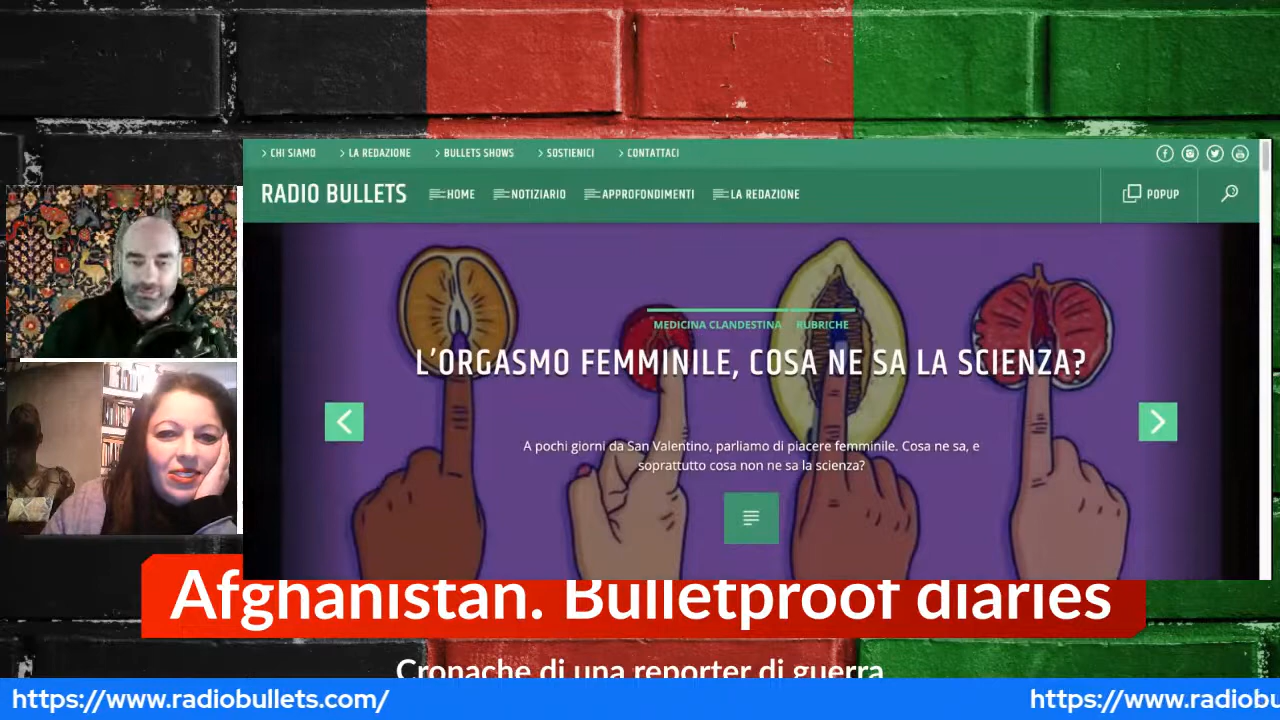 CHI SIAMO LA REDAZIONE BULLETS SHOWS SOSTIENICI CONTATTACI
RADIO BULLETS HOME NOTIZIARIO APPROFONDIMENTI LA REDAZIONE POPUP
MEDICINA CLANDESTINA RUBRICHE
L'ORGASMO FEMMINILE, COSA NE SA LA SCIENZA?
A pochi giorni da San Valentino, parliamo di piacere femminile. Cosa ne sa, e
soprattutto cosa non ne sa la scienza?
Afghanistan. Bulletproof diaries
Cronache di una reporter di guerra
https://www.radiobullets.com/ https://www.radiobu